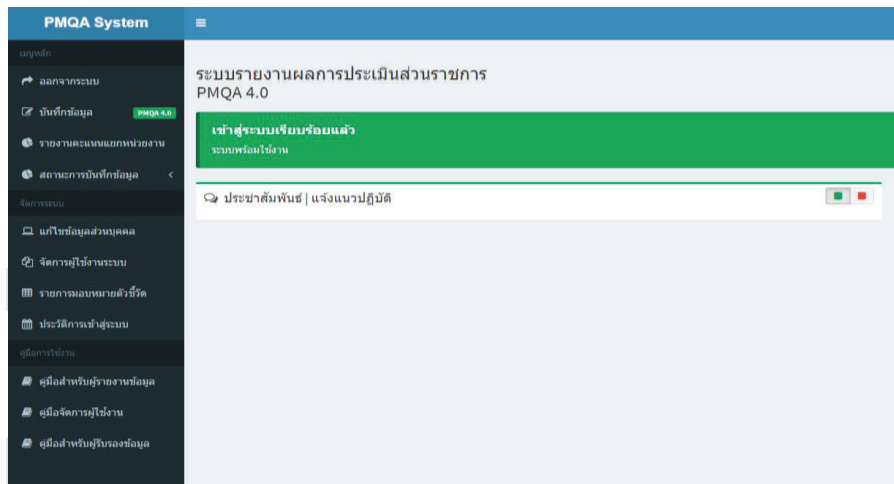 PMQA System
เมนูหลัก
ออกจากระบบ
บันทึกข้อมูล PMQA 4.0
รายงานคะแนนแยกหน่วยงาน
สถานะการบันทึกข้อมูล
จัดการระบบ
แก้ไขข้อมูลส่วนบุคคล
จัดการผู้ใช้งานระบบ
รายการมอบหมายตัวชี้วัด
ประวัติการเข้าสู่ระบบ
คู่มือการใช้งาน
คู่มือสำหรับผู้รายงานข้อมูล
คู่มือจัดการผู้ใช้งาน
คู่มือสำหรับผู้รับรองข้อมูล
ระบบรายงานผลการประเมินส่วนราชการ
PMQA 4.0
เข้าสู่ระบบเรียบร้อยแล้ว
ระบบพร้อมใช้งาน
ประชาสัมพันธ์ | แจ้งแนวปฏิบัติ